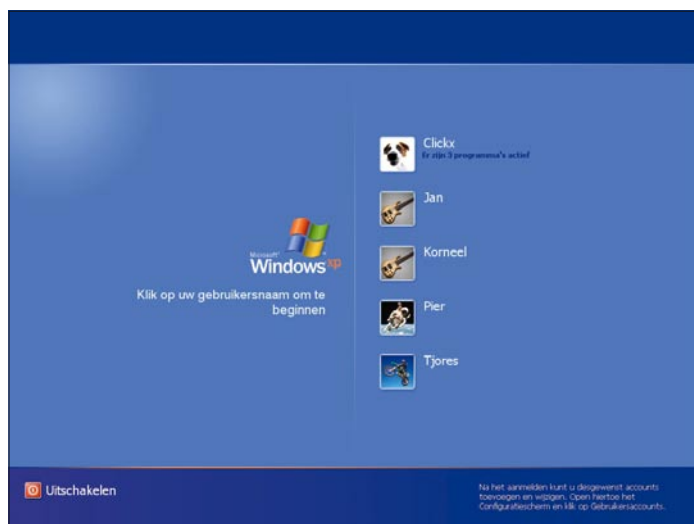 Clickx
Er zijn 3 programma's actief
Jan
Microsoft
Windows xp
Korneel
Klik op uw gebruikersnaam om te
beginnen
Pier
Tjores
Uitschakelen
Na het aanmelden kunt u desgewenst accounts
toevoegen en wijzigen. Open hiertoe het
Configuratiescherm en klik op Gebruikersaccounts.